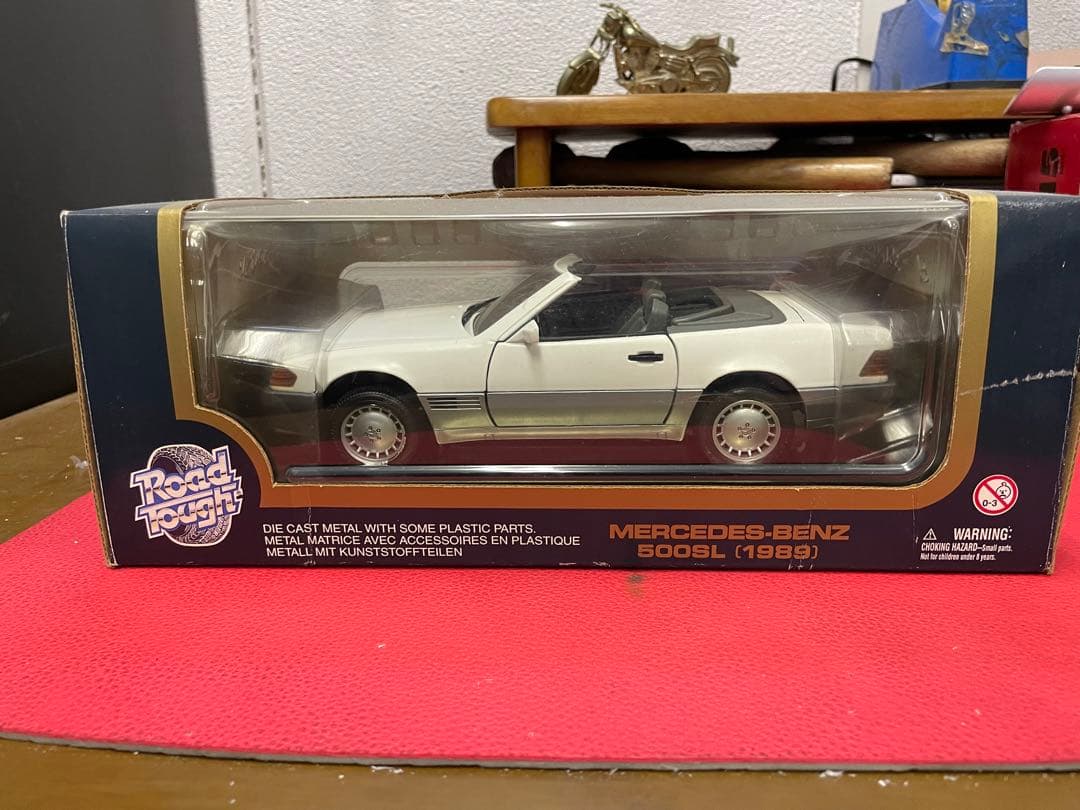 Road
Tough
DIE CAST METAL WITH SOME PLASTIC PARTS.
METAL MATRICE AVEC ACCESSOIRES EN PLASTIQUE
METALL MIT KUNSTSTOFFTEILEN
MERCEDES-BENZ
500SL (1989)
0-3
WARNING:
CHOKING HAZARD–Small parts.
Not for children under 8 years.